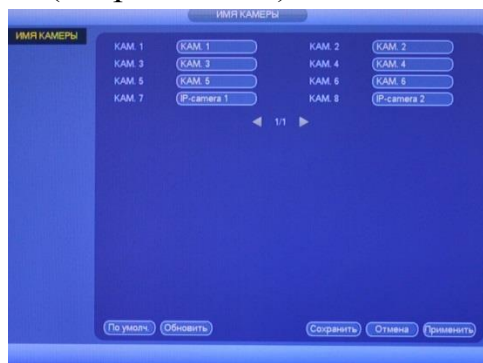 ИМЯ КАМЕРЫ
ИМЯ КАМЕРЫ
КАМ. 1 КАМ. 1 КАМ. 2 КАМ. 2
КАМ. 3 КАМ. 3 КАМ. 4 КАМ. 4
КАМ. 5 КАМ. 5 КАМ. 6 КАМ. 6
КАМ. 7 IP-camera 1 КАМ. 8 IP-camera 2
1/1
По умолч. Обновить Сохранить Отмена Применить